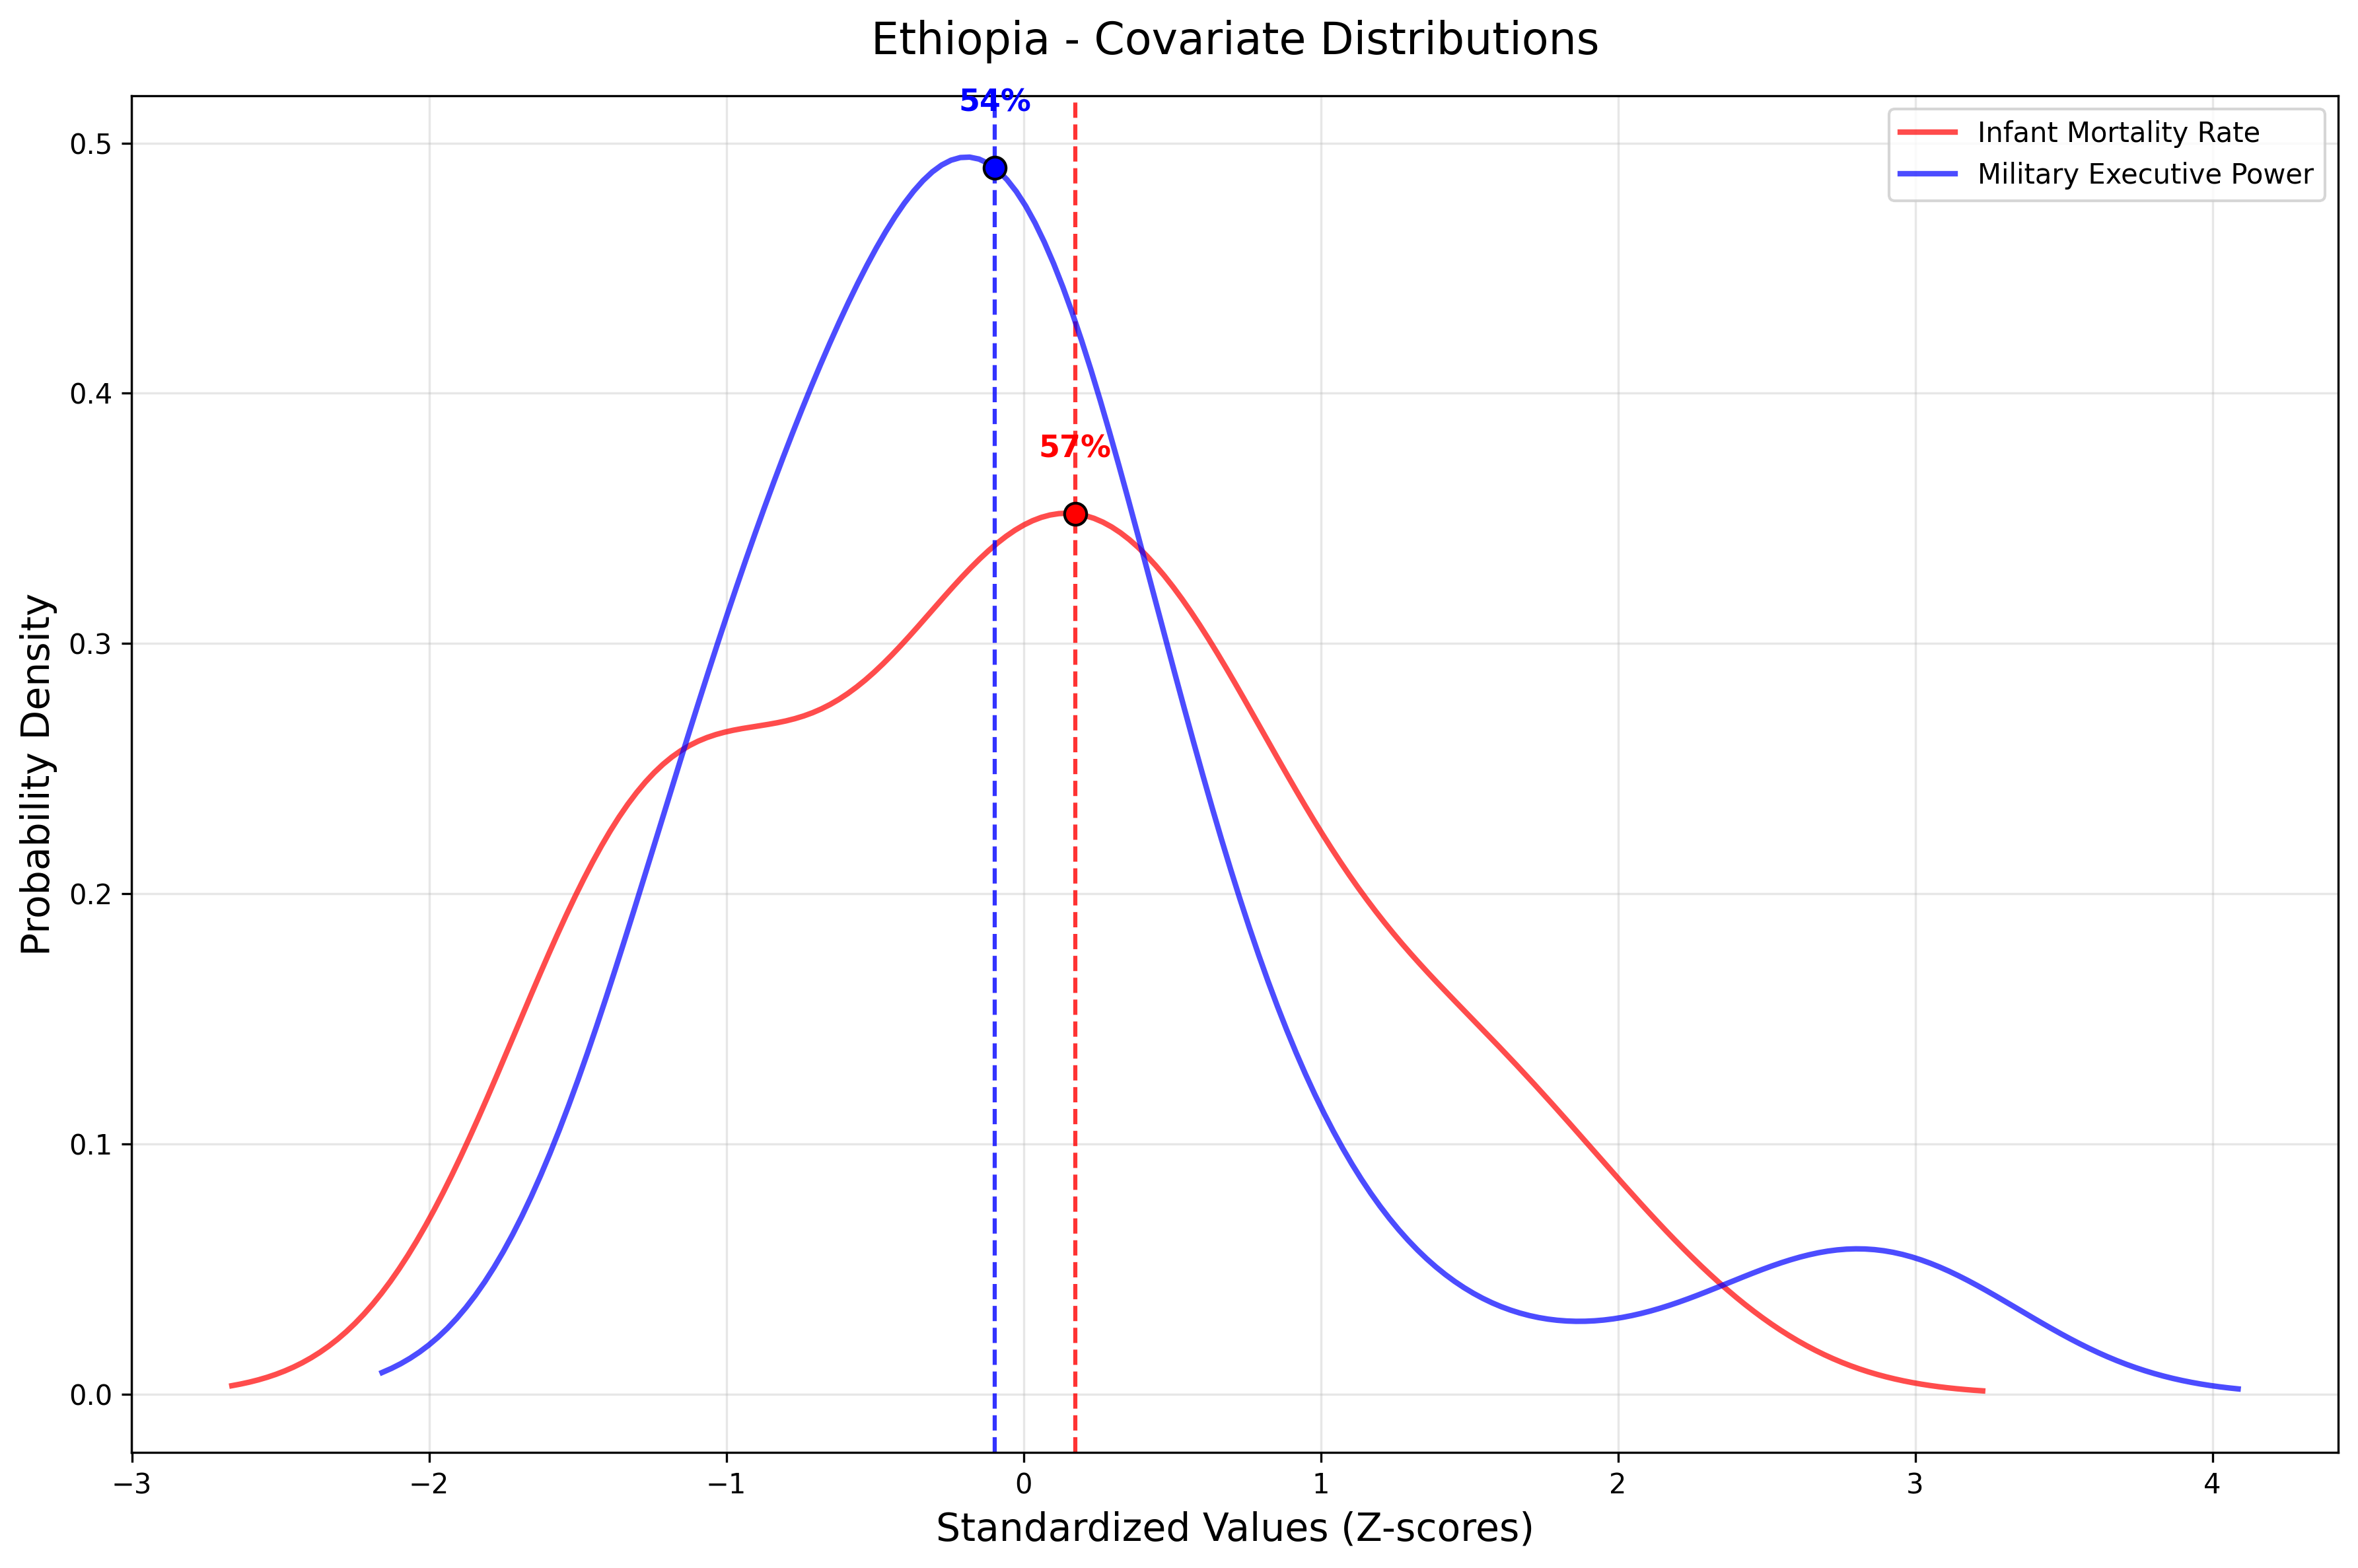 Ethiopia - Covariate Distributions
54%
57%
Infant Mortality Rate
Military Executive Power
Probability Density
0.5
0.4
0.3
0.2
0.1
0.0
−3 −2 −1 0 1 2 3 4
Standardized Values (Z-scores)